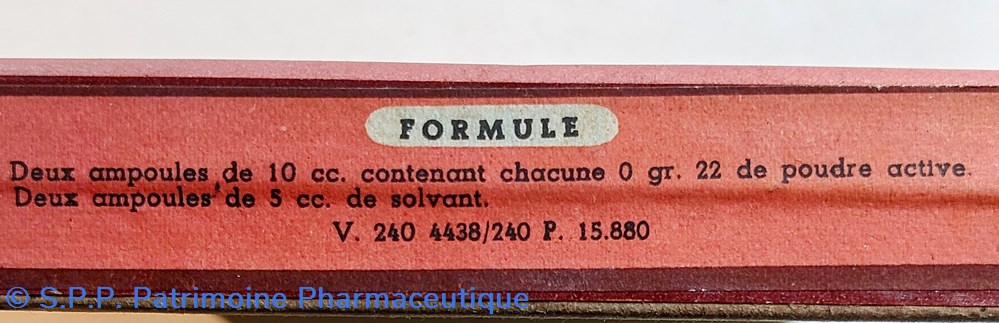 FORMULE
Deux ampoules de 10 cc. contenant chacune 0 gr. 22 de poudre active.
Deux ampoules de 5 cc. de solvant.
V. 240 4438/240 P. 15.880
© S.P.P. Patrimoine Pharmaceutique